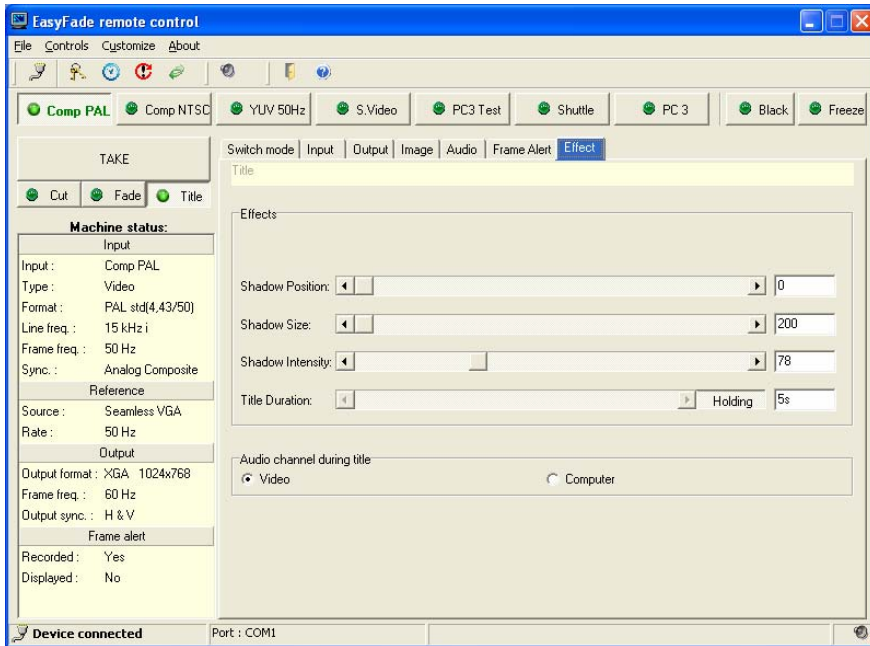 EasyFade remote control
File Controls Customize About
Comp PAL Comp NTSC YUV 50Hz S.Video PC3 Test Shuttle PC 3 Black Freeze
TAKE
Cut Fade Title
Machine status:
Input
Input : Comp PAL
Type : Video
Format : PAL std(4,43/50)
Line freq. : 15 kHz i
Frame freq. : 50 Hz
Sync. : Analog Composite
Reference
Source : Seamless VGA
Rate : 50 Hz
Output
Output format : XGA 1024x768
Frame freq. : 60 Hz
Output sync. : H & V
Frame alert
Recorded : Yes
Displayed : No
Switch mode Input Output Image Audio Frame Alert Effect
Title
Effects
Shadow Position: 0
Shadow Size: 200
Shadow Intensity: 78
Title Duration: Holding 5s
Audio channel during title
Video Computer
Device connected Port : COM1